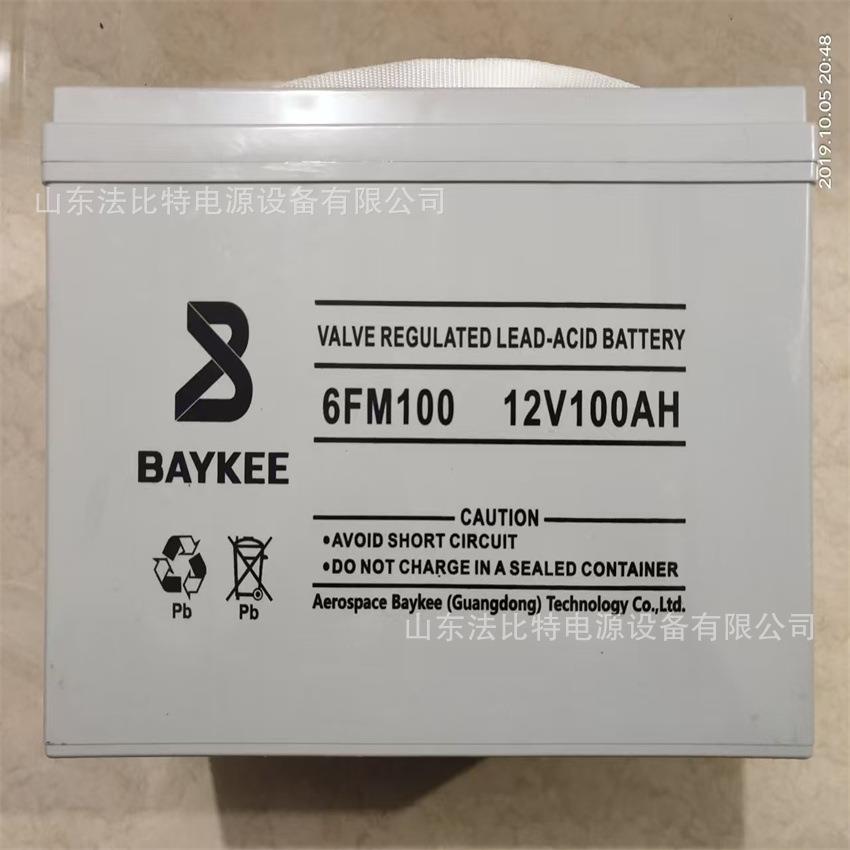 2019.10.05 20:48
山东法比特电源设备有限公司
BAYKEE
VALVE REGULATED LEAD-ACID BATTERY
6FM100 12V100AH
CAUTION
•AVOID SHORT CIRCUIT
•DO NOT CHARGE IN A SEALED CONTAINER
Aerospace Baykee (Guangdong) Technology Co.,Ltd.
Pb
Pb
山东法比特电源设备有限公司